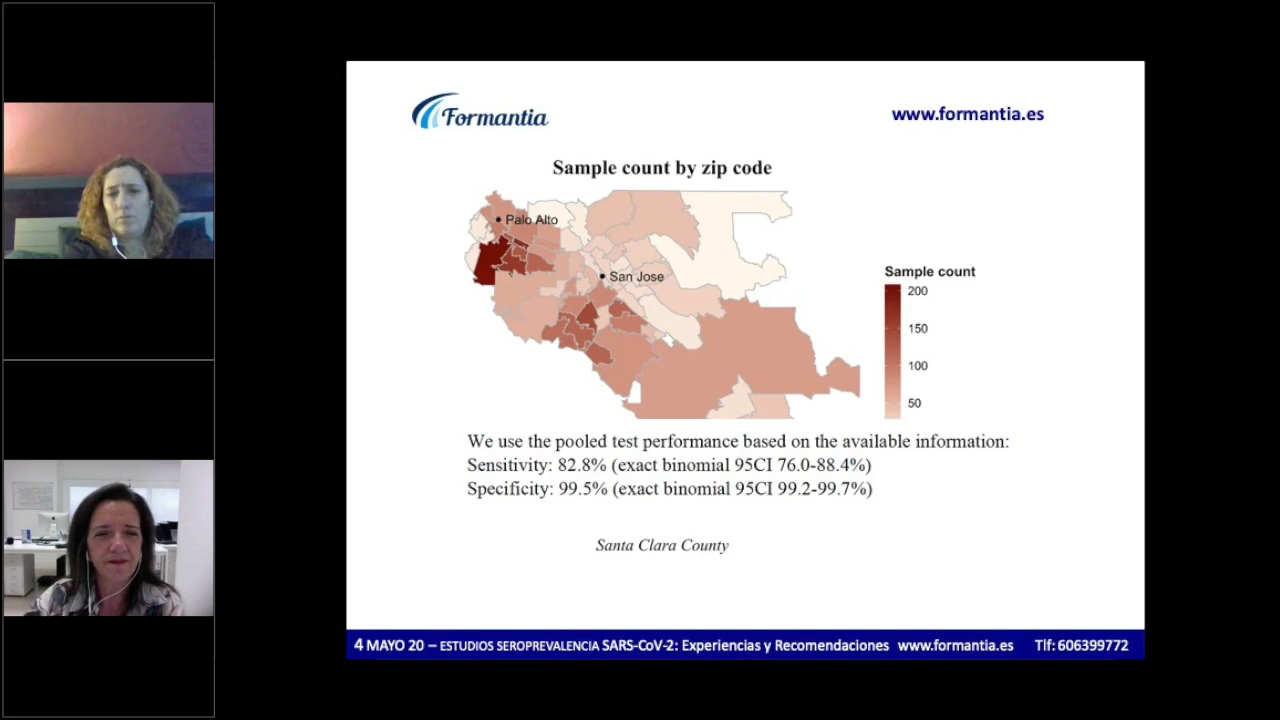 Formantia
www.formantia.es
Sample count by zip code
Palo Alto
San Jose
Sample count
200
150
100
50
We use the pooled test performance based on the available information:
Sensitivity: 82.8% (exact binomial 95CI 76.0-88.4%)
Specificity: 99.5% (exact binomial 95CI 99.2-99.7%)
Santa Clara County
4 MAYO 20 – ESTUDIOS SEROPREVALENCIA SARS-CoV-2: Experiencias y Recomendaciones www.formantia.es Tlf: 606399772